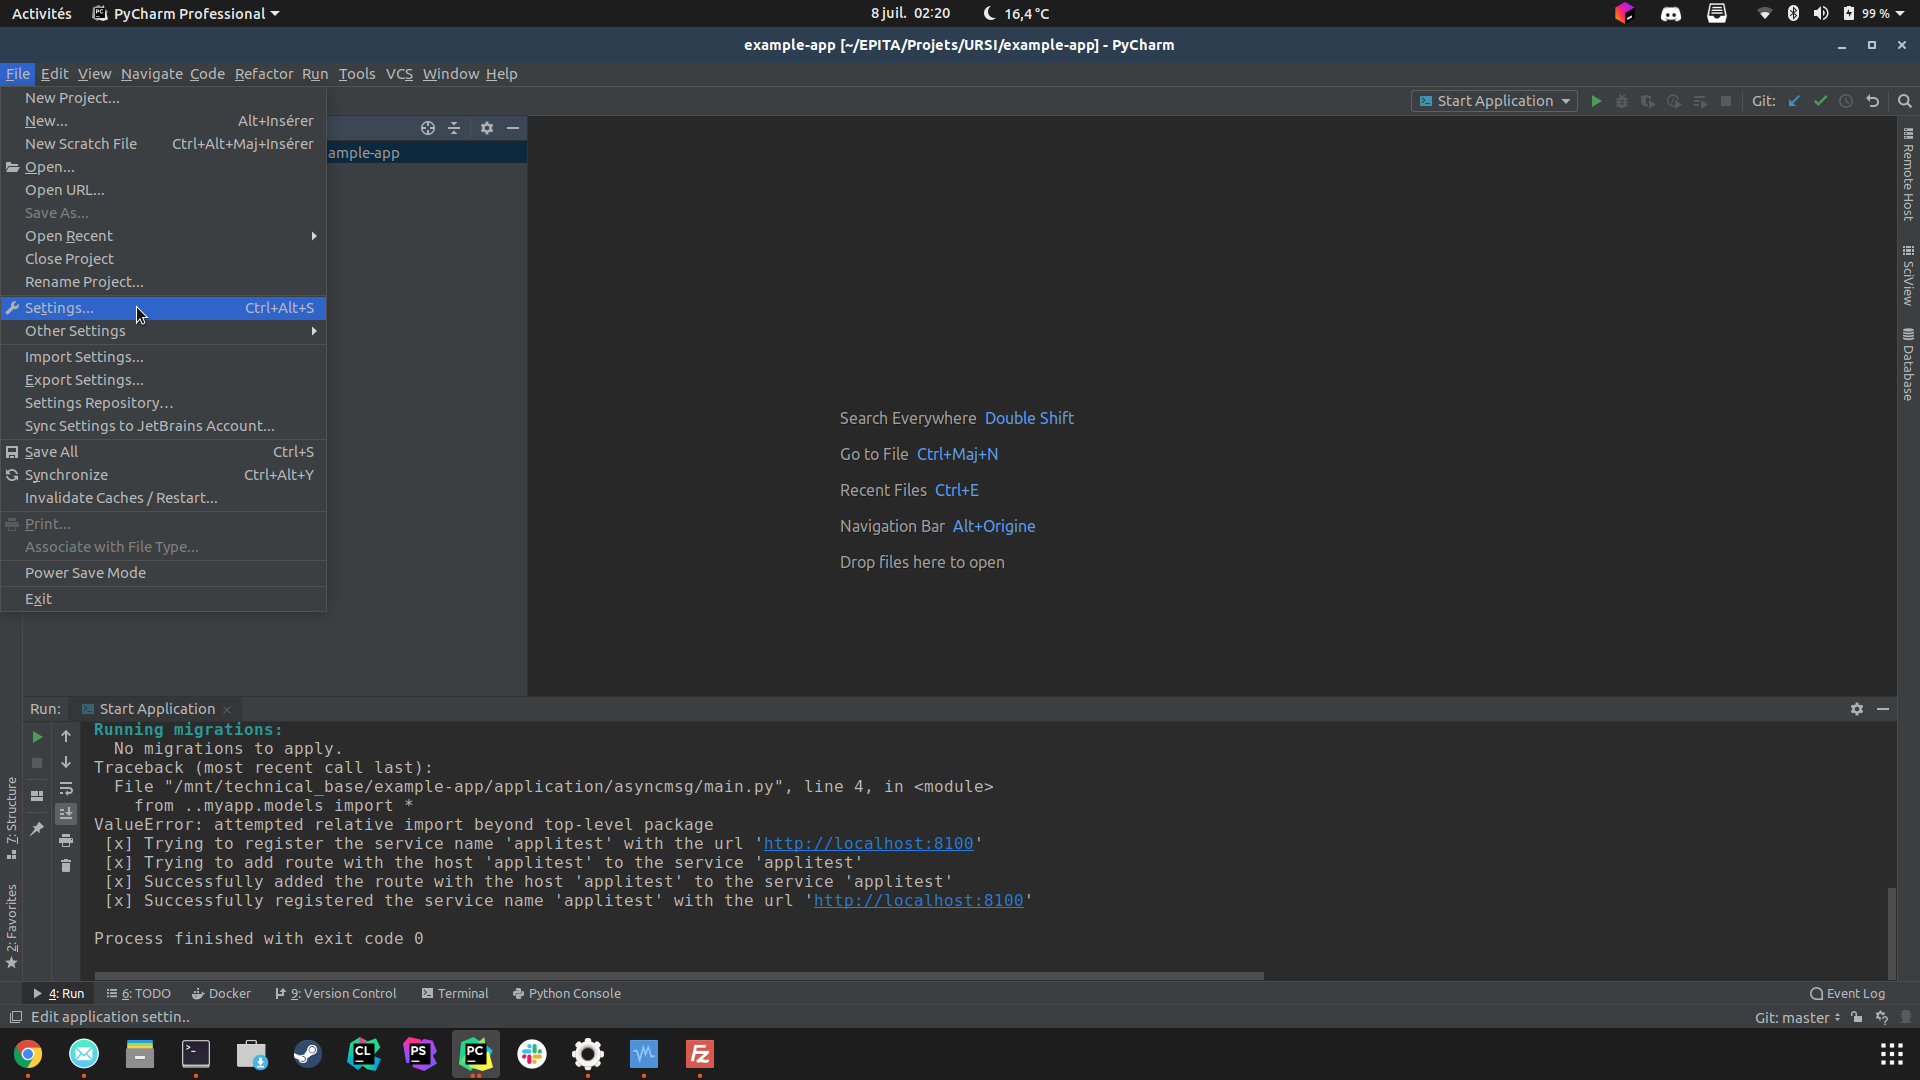 Activités PyCharm Professional 8 juil. 02:20 16,4 °C 99 %
example-app [~/EPITA/Projets/URSI/example-app] - PyCharm
File Edit View Navigate Code Refactor Run Tools VCS Window Help
Start Application Git:
New Project...
New... Alt+Insérer
New Scratch File Ctrl+Alt+Maj+Insérer
Open...
Open URL...
Save As...
Open Recent
Close Project
Rename Project...
Settings... Ctrl+Alt+S
Other Settings
Import Settings...
Export Settings...
Settings Repository...
Sync Settings to JetBrains Account...
Save All Ctrl+S
Synchronize Ctrl+Alt+Y
Invalidate Caches / Restart...
Print...
Associate with File Type...
Power Save Mode
Exit
ample-app
Search Everywhere Double Shift
Go to File Ctrl+Maj+N
Recent Files Ctrl+E
Navigation Bar Alt+Origine
Drop files here to open
Remote Host
SciView
Database
Run: Start Application
Running migrations:
No migrations to apply.
Traceback (most recent call last):
File "/mnt/technical_base/example-app/application/asyncmsg/main.py", line 4, in <module>
from ..myapp.models import *
ValueError: attempted relative import beyond top-level package
[x] Trying to register the service name 'applitest' with the url 'http://localhost:8100'
[x] Trying to add route with the host 'applitest' to the service 'applitest'
[x] Successfully added the route with the host 'applitest' to the service 'applitest'
[x] Successfully registered the service name 'applitest' with the url 'http://localhost:8100'
Process finished with exit code 0
7: Structure
2: Favorites
4: Run 6: TODO Docker 9: Version Control Terminal Python Console Event Log
Edit application settin.. Git: master
CL PS PC FZ